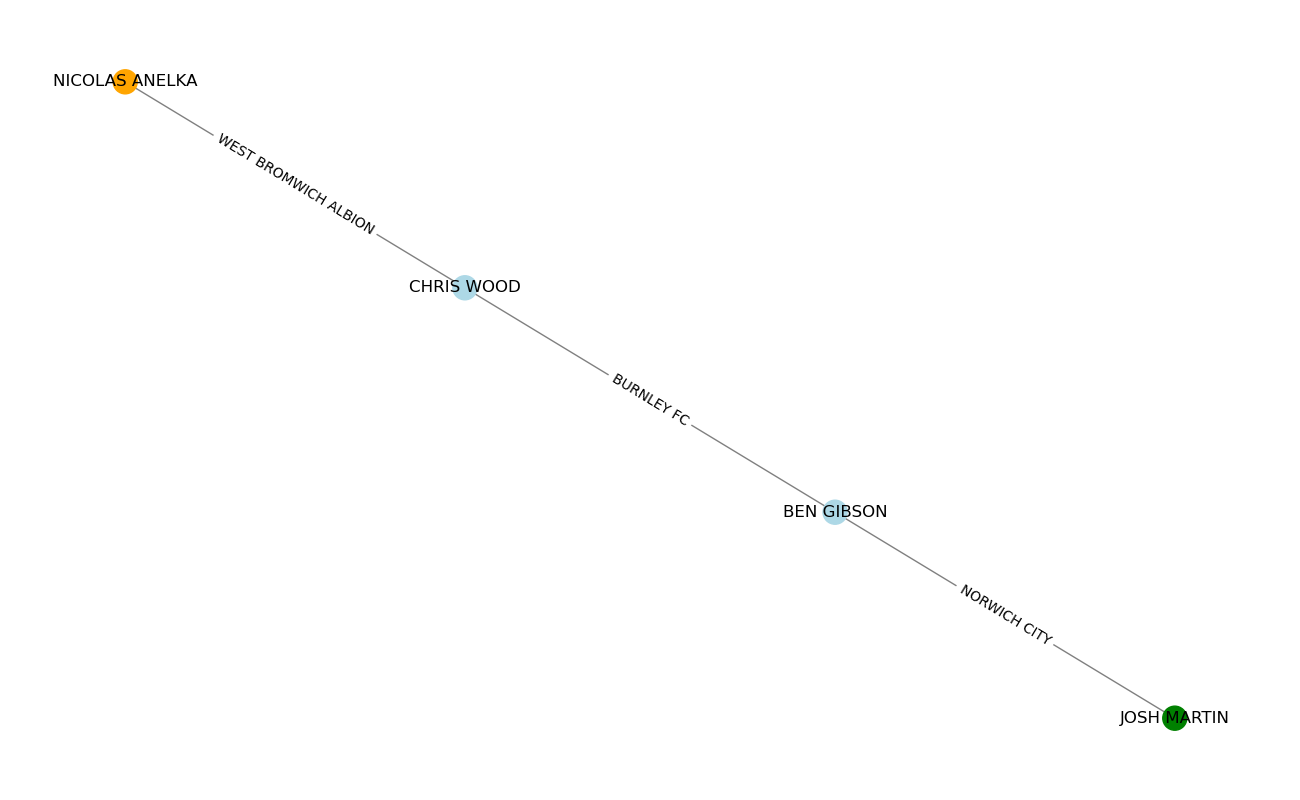 NICOLAS ANELKA
WEST BROMWICH ALBION
CHRIS WOOD
BURNLEY FC
BEN GIBSON
NORWICH CITY
JOSH MARTIN